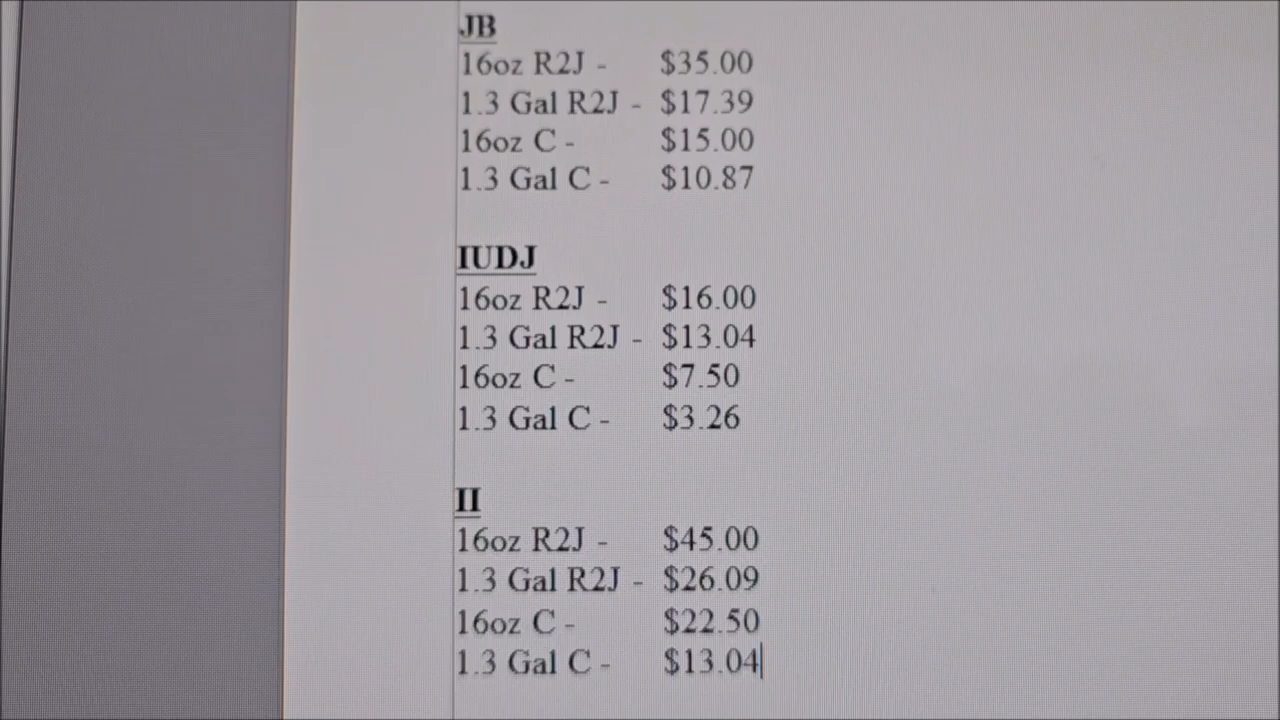 JB
16oz R2J - $35.00
1.3 Gal R2J - $17.39
16oz C - $15.00
1.3 Gal C - $10.87
IUDJ
16oz R2J - $16.00
1.3 Gal R2J - $13.04
16oz C - $7.50
1.3 Gal C - $3.26
II
16oz R2J - $45.00
1.3 Gal R2J - $26.09
16oz C - $22.50
1.3 Gal C - $13.04